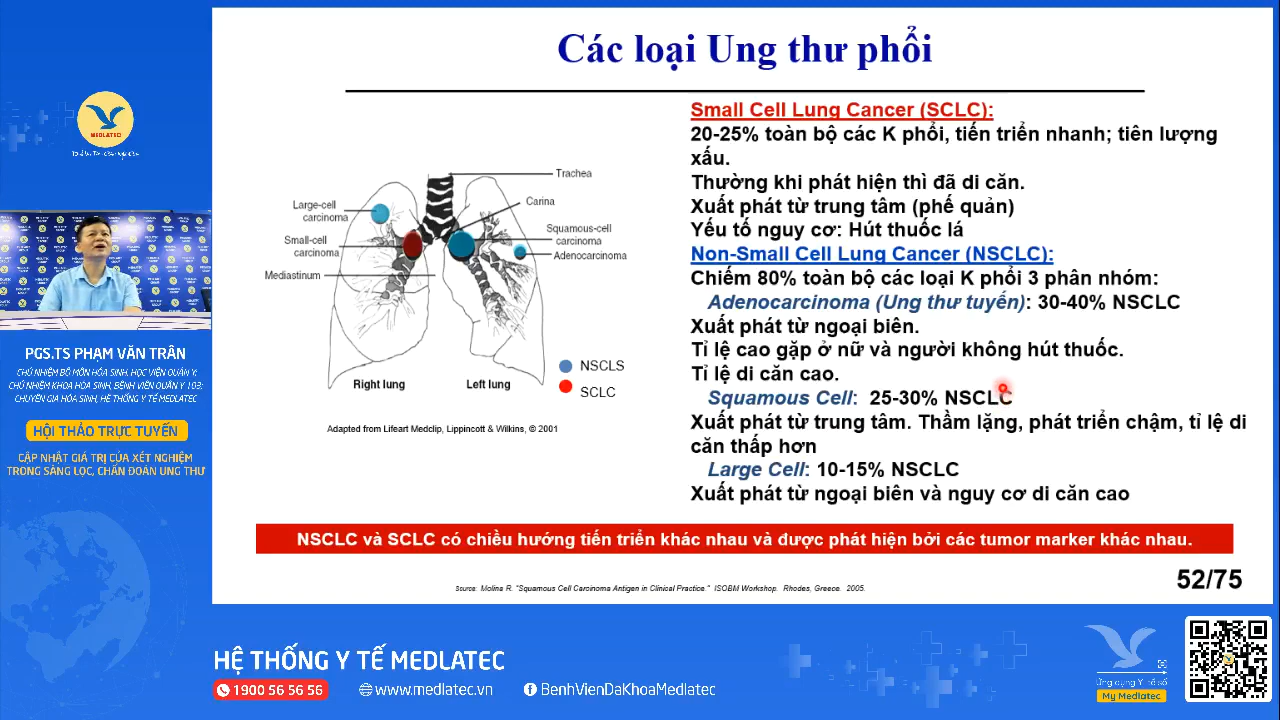 MEDLATEC
PGS.TS PHẠM VĂN TRÂN
CHỦ NHIỆM BỘ MÔN HÓA SINH, HỌC VIỆN QUÂN Y;
CHỦ NHIỆM KHOA HÓA SINH, BỆNH VIỆN QUÂN Y 103;
CHUYÊN GIA HÓA SINH, HỆ THỐNG Y TẾ MEDLATEC
HỘI THẢO TRỰC TUYẾN
CẬP NHẬT GIÁ TRỊ CỦA XÉT NGHIỆM
TRONG SÀNG LỌC, CHẨN ĐOÁN UNG THƯ
Các loại Ung thư phổi
Trachea
Large-cell
carcinoma
Carina
Squamous-cell
carcinoma
Small-cell
carcinoma
Adenocarcinoma
Mediastinum
NSCLS
SCLC
Right lung
Left lung
Adapted from Lifeart Medclip, Lippincott & Wilkins, © 2001
Small Cell Lung Cancer (SCLC):
20-25% toàn bộ các K phổi, tiến triển nhanh; tiên lượng
xấu.
Thường khi phát hiện thì đã di căn.
Xuất phát từ trung tâm (phế quản)
Yếu tố nguy cơ: Hút thuốc lá
Non-Small Cell Lung Cancer (NSCLC):
Chiếm 80% toàn bộ các loại K phổi 3 phân nhóm:
Adenocarcinoma (Ung thư tuyến): 30-40% NSCLC
Xuất phát từ ngoại biên.
Tỉ lệ cao gặp ở nữ và người không hút thuốc.
Tỉ lệ di căn cao.
Squamous Cell: 25-30% NSCLC
Xuất phát từ trung tâm. Thầm lặng, phát triển chậm, tỉ lệ di
căn thấp hơn
Large Cell: 10-15% NSCLC
Xuất phát từ ngoại biên và nguy cơ di căn cao
NSCLC và SCLC có chiều hướng tiến triển khác nhau và được phát hiện bởi các tumor marker khác nhau.
Source: Molina R. "Squamous Cell Carcinoma Antigen in Clinical Practice." ISOBM Workshop. Rhodes, Greece. 2005.
52/75
HỆ THỐNG Y TẾ MEDLATEC
1900 56 56 56
www.medlatec.vn
BenhVienDaKhoaMedlatec
Ứng dụng Y tế số
My Medlatec